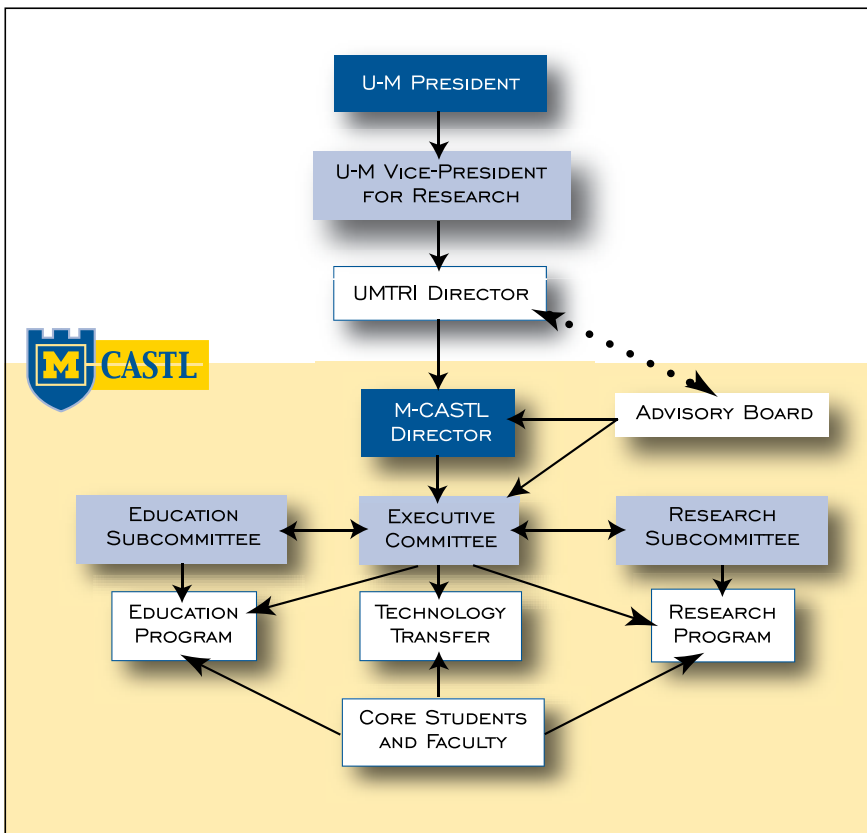 U-M President
U-M Vice-President
for Research
UMTRI Director
M CASTL
M-CASTL
Director
Advisory Board
Education
Subcommittee
Executive
Committee
Research
Subcommittee
Education
Program
Technology
Transfer
Research
Program
Core Students
and Faculty